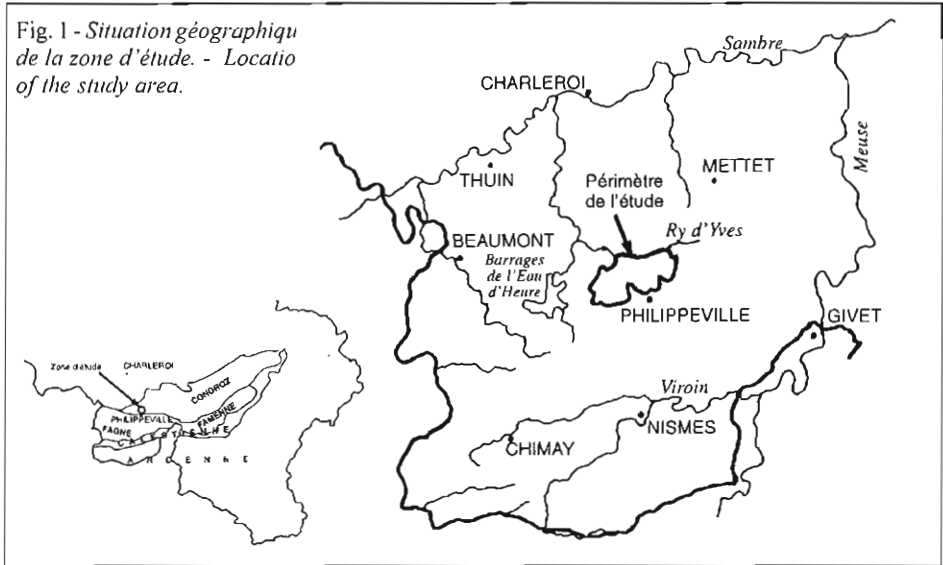 Fig. 1 - Situation géographiqu
de la zone d'étude. - Locatio
of the study area.
Sambre
CHARLEROI
Meuse
THUIN
METTET
Périmètre
de l'étude
Ry d'Yves
BEAUMONT
Barrages
de l'Eau
d'Heure
PHILIPPEVILLE
GIVET
Viroin
NISMES
CHIMAY
Zone d'étude
CHARLEROI
CONDROZ
PHILIPPEVILLE
FAMENNE
FAGNE
CALESTIENNE
ARDENNE